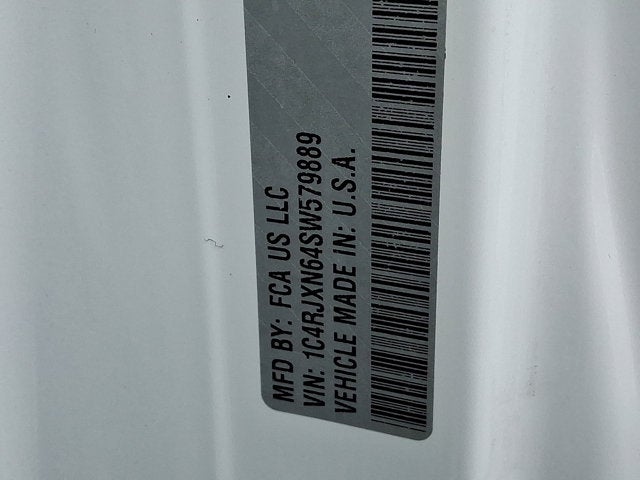 MFD BY: FCA US LLC
VIN: 1C4RJXN64SW579889
VEHICLE MADE IN: U.S.A.